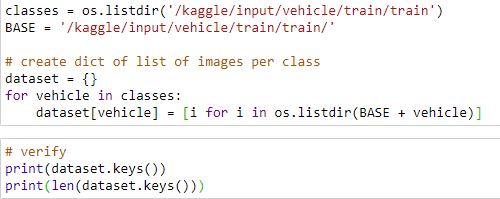 classes = os.listdir('/kaggle/input/vehicle/train/train')
BASE = '/kaggle/input/vehicle/train/train/'

# create dict of list of images per class
dataset = {}
for vehicle in classes:
    dataset[vehicle] = [i for i in os.listdir(BASE + vehicle)]

# verify
print(dataset.keys())
print(len(dataset.keys()))